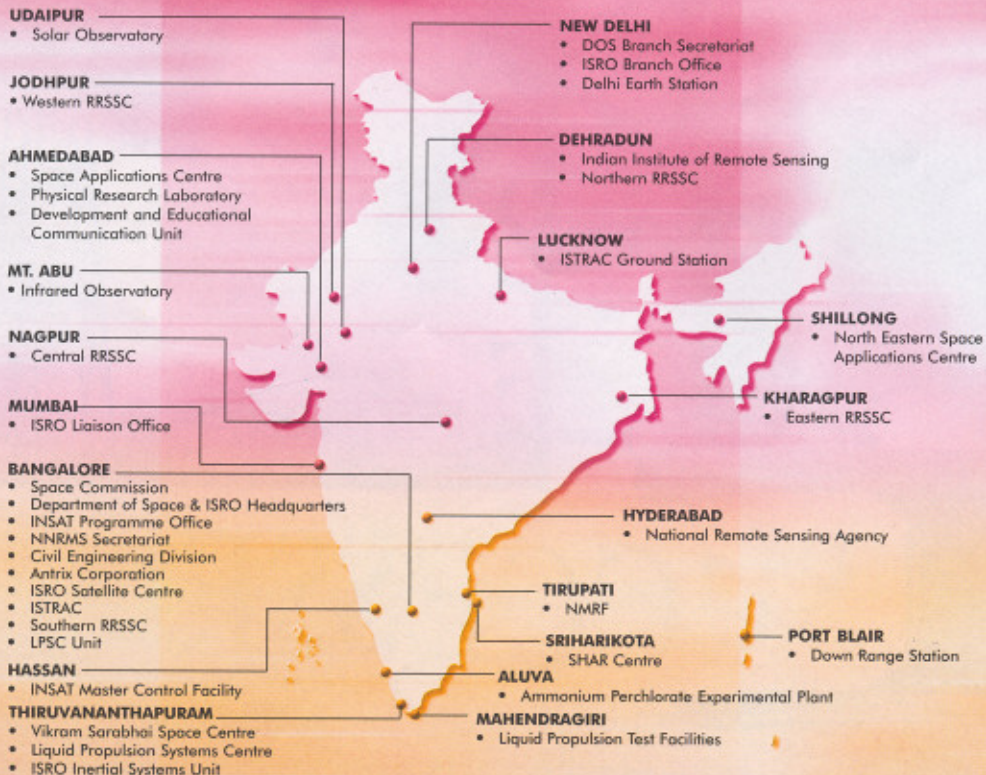 UDAIPUR
• Solar Observatory
JODHPUR
• Western RRSSC
AHMEDABAD
• Space Applications Centre
• Physical Research Laboratory
• Development and Educational
Communication Unit
MT. ABU
• Infrared Observatory
NAGPUR
• Central RRSSC
MUMBAI
• ISRO Liaison Office
BANGALORE
• Space Commission
• Department of Space & ISRO Headquarters
• INSAT Programme Office
• NNRMS Secretariat
• Civil Engineering Division
• Antrix Corporation
• ISRO Satellite Centre
• ISTRAC
• Southern RRSSC
• LPSC Unit
HASSAN
• INSAT Master Control Facility
THIRUVANANTHAPURAM
• Vikram Sarabhai Space Centre
• Liquid Propulsion Systems Centre
• ISRO Inertial Systems Unit
NEW DELHI
• DOS Branch Secretariat
• ISRO Branch Office
• Delhi Earth Station
DEHRADUN
• Indian Institute of Remote Sensing
• Northern RRSSC
LUCKNOW
• ISTRAC Ground Station
SHILLONG
• North Eastern Space
Applications Centre
KHARAGPUR
• Eastern RRSSC
HYDERABAD
• National Remote Sensing Agency
TIRUPATI
• NMRF
SRIHARIKOTA
• SHAR Centre
PORT BLAIR
• Down Range Station
ALUVA
• Ammonium Perchlorate Experimental Plant
MAHENDRAGIRI
• Liquid Propulsion Test Facilities